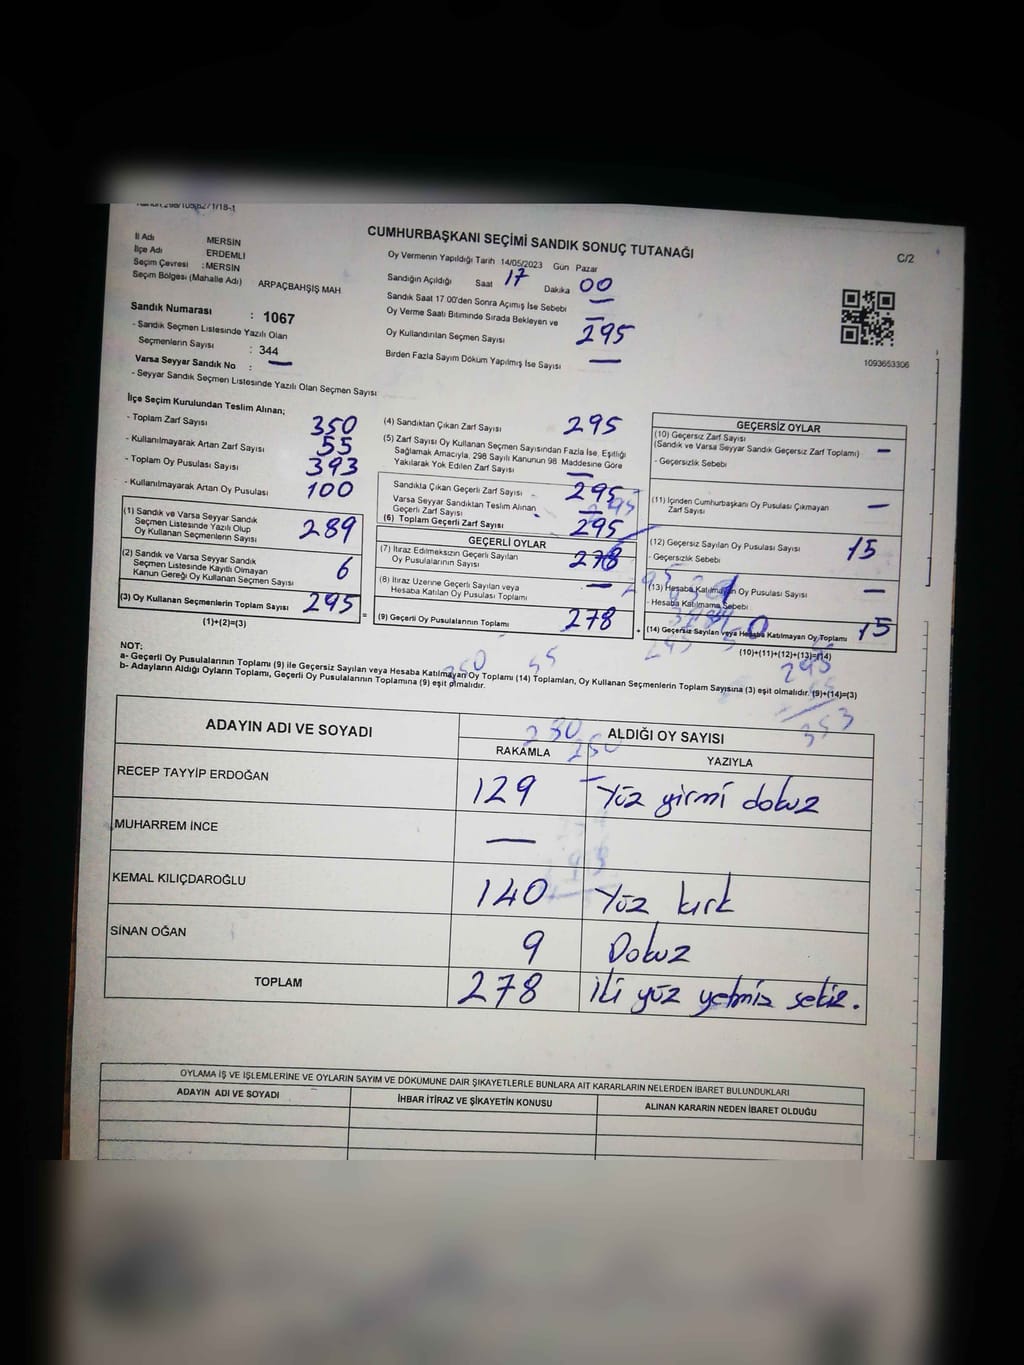 CUMHURBAŞKANI SEÇİMİ SANDIK SONUÇ TUTANAĞI
C/2
İl Adı MERSİN
İlçe Adı ERDEMLİ
Seçim Çevresi : MERSİN
Seçim Bölgesi (Mahalle Adı) ARPAÇBAHŞİŞ MAH.
Oy Vermenin Yapıldığı Tarih 14/05/2023 Gün Pazar
Sandığın Açıldığı Saat 17 Dakika 00
Sandık Saat 17.00'den Sonra Açımış İse Sebebi —
Oy Verme Saati Bitiminde Sırada Bekleyen ve —
Oy Kullandırılan Seçmen Sayısı 295
Birden Fazla Sayım Döküm Yapılmış İse Sayısı —
1093653306
Sandık Numarası : 1067
- Sandık Seçmen Listesinde Yazılı Olan
Seçmenlerin Sayısı : 344
Varsa Seyyar Sandık No : —
- Seyyar Sandık Seçmen Listesinde Yazılı Olan Seçmen Sayısı
İlçe Seçim Kurulundan Teslim Alınan;
- Toplam Zarf Sayısı 350
- Kullanılmayarak Artan Zarf Sayısı 55
- Toplam Oy Pusulası Sayısı 393
- Kullanılmayarak Artan Oy Pusulası 100
(1) Sandık ve Varsa Seyyar Sandık
Seçmen Listesinde Yazılı Olup
Oy Kullanan Seçmenlerin Sayısı 289
(2) Sandık ve Varsa Seyyar Sandık
Seçmen Listesinde Kayıtlı Olmayan
Kanun Gereği Oy Kullanan Seçmen Sayısı 6
(3) Oy Kullanan Seçmenlerin Toplam Sayısı 295 =
(1)+(2)=(3)
(4) Sandıktan Çıkan Zarf Sayısı 295
(5) Zarf Sayısı Oy Kullanan Seçmen Sayısından Fazla İse, Eşitliği
Sağlamak Amacıyla, 298 Sayılı Kanunun 98 Maddesine Göre
Yakılarak Yok Edilen Zarf Sayısı —
Sandıkta Çıkan Geçerli Zarf Sayısı 295
Varsa Seyyar Sandıktan Teslim Alınan
Geçerli Zarf Sayısı —
(6) Toplam Geçerli Zarf Sayısı 295
GEÇERLİ OYLAR
(7) İtiraz Edilmeksizin Geçerli Sayılan
Oy Pusulalarının Sayısı 278
(8) İtiraz Üzerine Geçerli Sayılan veya
Hesaba Katılan Oy Pusulası Toplamı —
(9) Geçerli Oy Pusulalarının Toplamı 278 +
GEÇERSİZ OYLAR
(10) Geçersiz Zarf Sayısı
(Sandık ve Varsa Seyyar Sandık Geçersiz Zarf Toplamı) —
- Geçersizlik Sebebi
(11) İçinden Cumhurbaşkanı Oy Pusulası Çıkmayan
Zarf Sayısı —
(12) Geçersiz Sayılan Oy Pusulası Sayısı 15
- Geçersizlik Sebebi
(13) Hesaba Katılmayan Oy Pusulası Sayısı —
- Hesaba Katılmama Sebebi
(14) Geçersiz Sayılan veya Hesaba Katılmayan Oy Toplamı 15
(10)+(11)+(12)+(13)=(14)
NOT:
a- Geçerli Oy Pusulalarının Toplamı (9) ile Geçersiz Sayılan veya Hesaba Katılmayan Oy Toplamı (14) Toplamları, Oy Kullanan Seçmenlerin Toplam Sayısına (3) eşit olmalıdır. (9)+(14)=(3)
b- Adayların Aldığı Oyların Toplamı, Geçerli Oy Pusulalarının Toplamına (9) eşit olmalıdır.
ADAYIN ADI VE SOYADI ALDIĞI OY SAYISI
RAKAMLA YAZIYLA
RECEP TAYYİP ERDOĞAN 129 Yüz yirmi dokuz
MUHARREM İNCE —
KEMAL KILIÇDAROĞLU 140 Yüz kırk
SİNAN OĞAN 9 Dokuz
TOPLAM 278 iki yüz yetmiş sekiz.
OYLAMA İŞ VE İŞLEMLERİNE VE OYLARIN SAYIM VE DÖKÜMÜNE DAİR ŞİKAYETLERLE BUNLARA AİT KARARLARIN NELERDEN İBARET BULUNDUKLARI
ADAYIN ADI VE SOYADI İHBAR İTİRAZ VE ŞİKAYETİN KONUSU ALINAN KARARIN NEDEN İBARET OLDUĞU